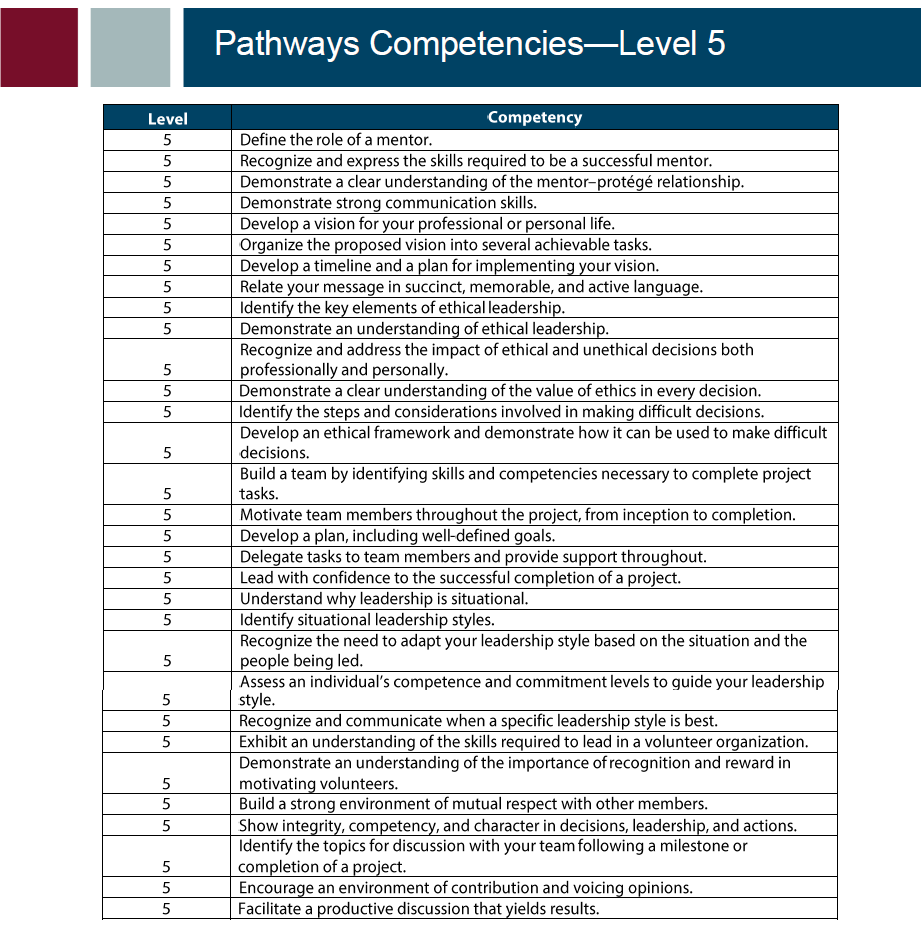 Pathways Competencies—Level 5
Level Competency
5 Define the role of a mentor.
5 Recognize and express the skills required to be a successful mentor.
5 Demonstrate a clear understanding of the mentor–protégé relationship.
5 Demonstrate strong communication skills.
5 Develop a vision for your professional or personal life.
5 Organize the proposed vision into several achievable tasks.
5 Develop a timeline and a plan for implementing your vision.
5 Relate your message in succinct, memorable, and active language.
5 Identify the key elements of ethical leadership.
5 Demonstrate an understanding of ethical leadership.
Recognize and address the impact of ethical and unethical decisions both
5 professionally and personally.
5 Demonstrate a clear understanding of the value of ethics in every decision.
5 Identify the steps and considerations involved in making difficult decisions.
Develop an ethical framework and demonstrate how it can be used to make difficult
5 decisions.
Build a team by identifying skills and competencies necessary to complete project
5 tasks.
5 Motivate team members throughout the project, from inception to completion.
5 Develop a plan, including well-defined goals.
5 Delegate tasks to team members and provide support throughout.
5 Lead with confidence to the successful completion of a project.
5 Understand why leadership is situational.
5 Identify situational leadership styles.
Recognize the need to adapt your leadership style based on the situation and the
5 people being led.
Assess an individual's competence and commitment levels to guide your leadership
5 style.
5 Recognize and communicate when a specific leadership style is best.
5 Exhibit an understanding of the skills required to lead in a volunteer organization.
Demonstrate an understanding of the importance of recognition and reward in
5 motivating volunteers.
5 Build a strong environment of mutual respect with other members.
5 Show integrity, competency, and character in decisions, leadership, and actions.
Identify the topics for discussion with your team following a milestone or
5 completion of a project.
5 Encourage an environment of contribution and voicing opinions.
5 Facilitate a productive discussion that yields results.